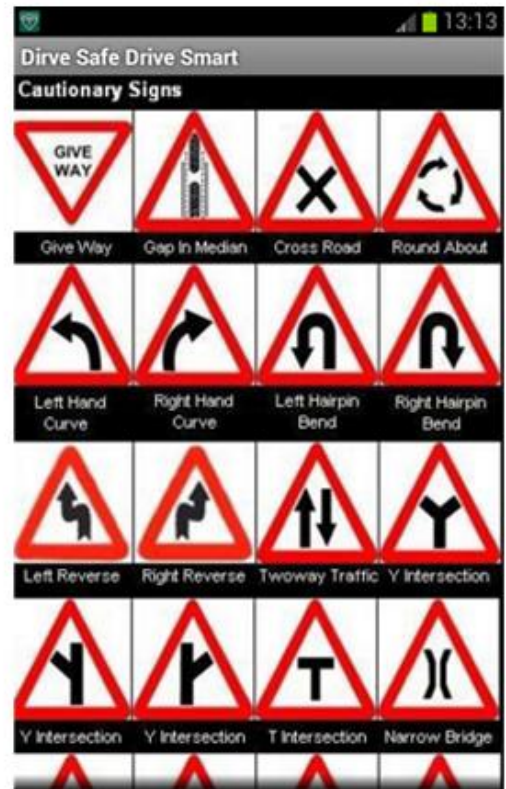 13:13
Dirve Safe Drive Smart
Cautionary Signs
GIVE
WAY
Give Way
Gap In Median
Cross Road
Round About
Left Hand
Curve
Right Hand
Curve
Left Hairpin
Bend
Right Hairpin
Bend
Left Reverse
Right Reverse
Twoway Traffic
Y Intersection
Y Intersection
Y Intersection
T Intersection
Narrow Bridge